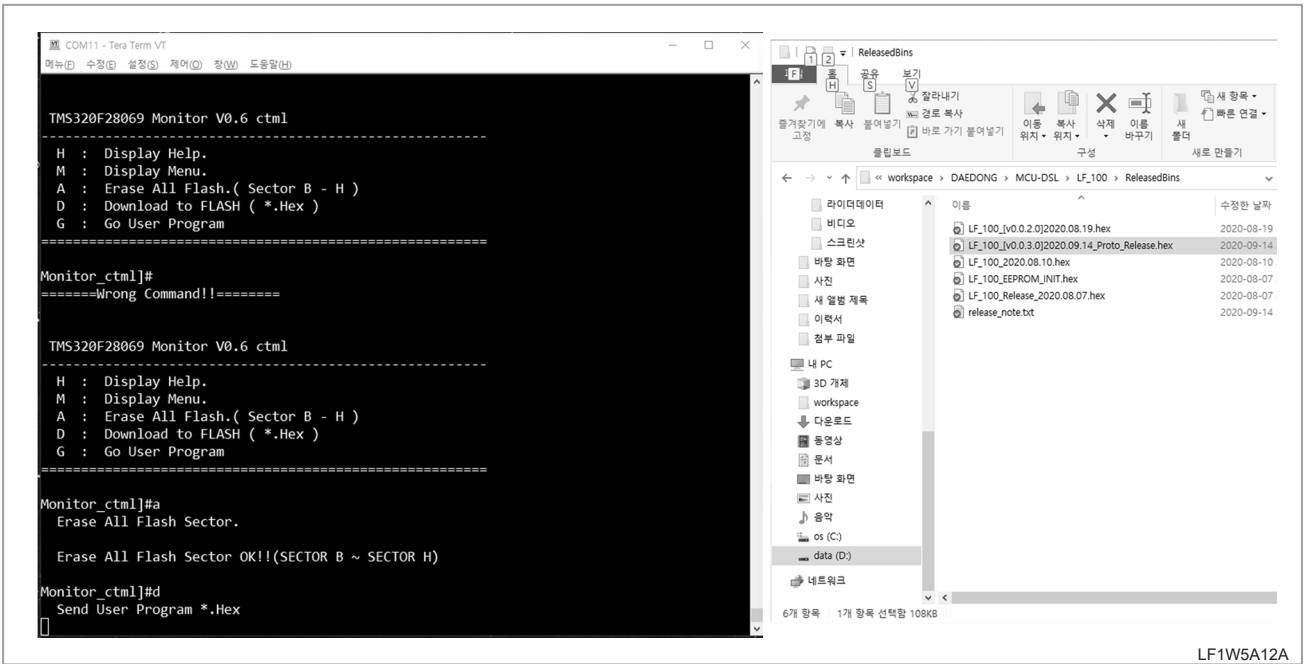 COM11 - Tera Term VT
메뉴(F) 수정(E) 설정(S) 제어(O) 창(W) 도움말(H)
TMS320F28069 Monitor V0.6 ctml
----------------------------------------------------
H : Display Help.
M : Display Menu.
A : Erase All Flash.( Sector B - H )
D : Download to FLASH ( *.Hex )
G : Go User Program
====================================================
Monitor_ctml]#
=======Wrong Command!!========
TMS320F28069 Monitor V0.6 ctml
----------------------------------------------------
H : Display Help.
M : Display Menu.
A : Erase All Flash.( Sector B - H )
D : Download to FLASH ( *.Hex )
G : Go User Program
====================================================
Monitor_ctml]#a
Erase All Flash Sector.
Erase All Flash Sector OK!!(SECTOR B ~ SECTOR H)
Monitor_ctml]#d
Send User Program *.Hex
1 2 ReleasedBins
F 홈 공유 보기
H S V
즐겨찾기에 고정
복사
붙여넣기
잘라내기
경로 복사
바로 가기 붙여넣기
이동 위치
복사 위치
삭제
이름 바꾸기
새 폴더
새 항목
빠른 연결
클립보드 구성 새로 만들기
« workspace > DAEDONG > MCU-DSL > LF_100 > ReleasedBins
라이더데이터
비디오
스크린샷
바탕 화면
사진
새 앨범 제목
이력서
첨부 파일
내 PC
3D 개체
workspace
다운로드
동영상
문서
바탕 화면
사진
음악
os (C:)
data (D:)
네트워크
이름 수정한 날짜
LF_100_[v0.0.2.0]2020.08.19.hex 2020-08-19
LF_100_[v0.0.3.0]2020.09.14_Proto_Release.hex 2020-09-14
LF_100_2020.08.10.hex 2020-08-10
LF_100_EEPROM_INIT.hex 2020-08-07
LF_100_Release_2020.08.07.hex 2020-08-07
release_note.txt 2020-09-14
6개 항목 1개 항목 선택함 108KB
LF1W5A12A